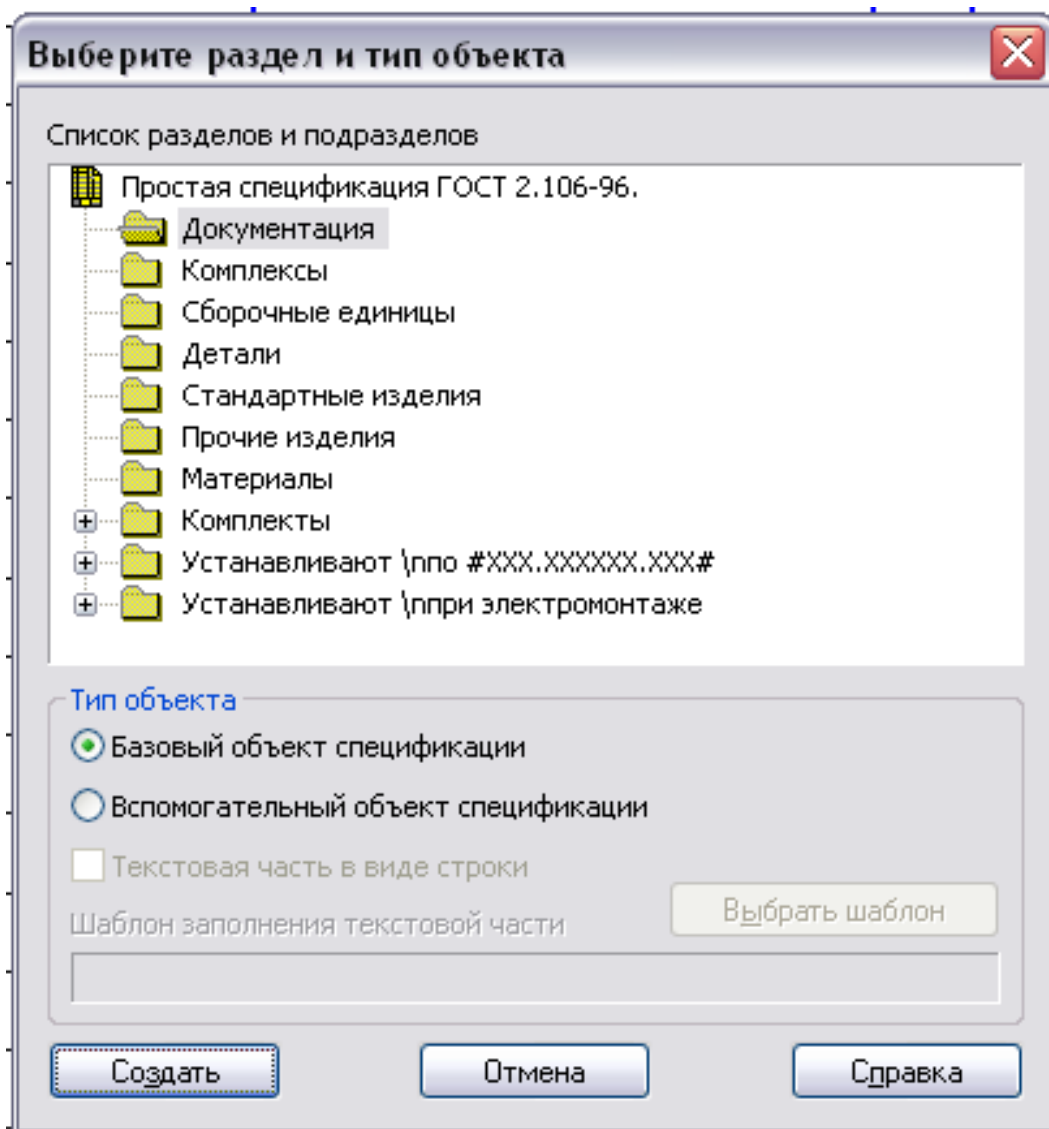 Выберите раздел и тип объекта
Список разделов и подразделов
Простая спецификация ГОСТ 2.106-96.
Документация
Комплексы
Сборочные единицы
Детали
Стандартные изделия
Прочие изделия
Материалы
Комплекты
Устанавливают \nпо #XXX.XXXXXX.XXX#
Устанавливают \nпри электромонтаже
Тип объекта
Базовый объект спецификации
Вспомогательный объект спецификации
Текстовая часть в виде строки
Шаблон заполнения текстовой части
Выбрать шаблон
Создать Отмена Справка